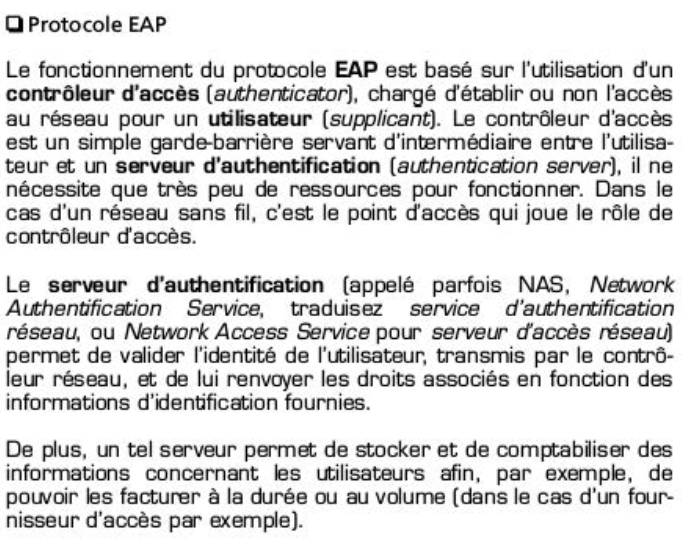 ❑ Protocole EAP
Le fonctionnement du protocole EAP est basé sur l'utilisation d'un
contrôleur d'accès (authenticator), chargé d'établir ou non l'accès
au réseau pour un utilisateur (supplicant). Le contrôleur d'accès
est un simple garde-barrière servant d'intermédiaire entre l'utilisa-
teur et un serveur d'authentification (authentication server), il ne
nécessite que très peu de ressources pour fonctionner. Dans le
cas d'un réseau sans fil, c'est le point d'accès qui joue le rôle de
contrôleur d'accès.
Le serveur d'authentification (appelé parfois NAS, Network
Authentification Service, traduisez service d'authentification
réseau, ou Network Access Service pour serveur d'accès réseau)
permet de valider l'identité de l'utilisateur, transmis par le contrô-
leur réseau, et de lui renvoyer les droits associés en fonction des
informations d'identification fournies.
De plus, un tel serveur permet de stocker et de comptabiliser des
informations concernant les utilisateurs afin, par exemple, de
pouvoir les facturer à la durée ou au volume (dans le cas d'un four-
nisseur d'accès par exemple).